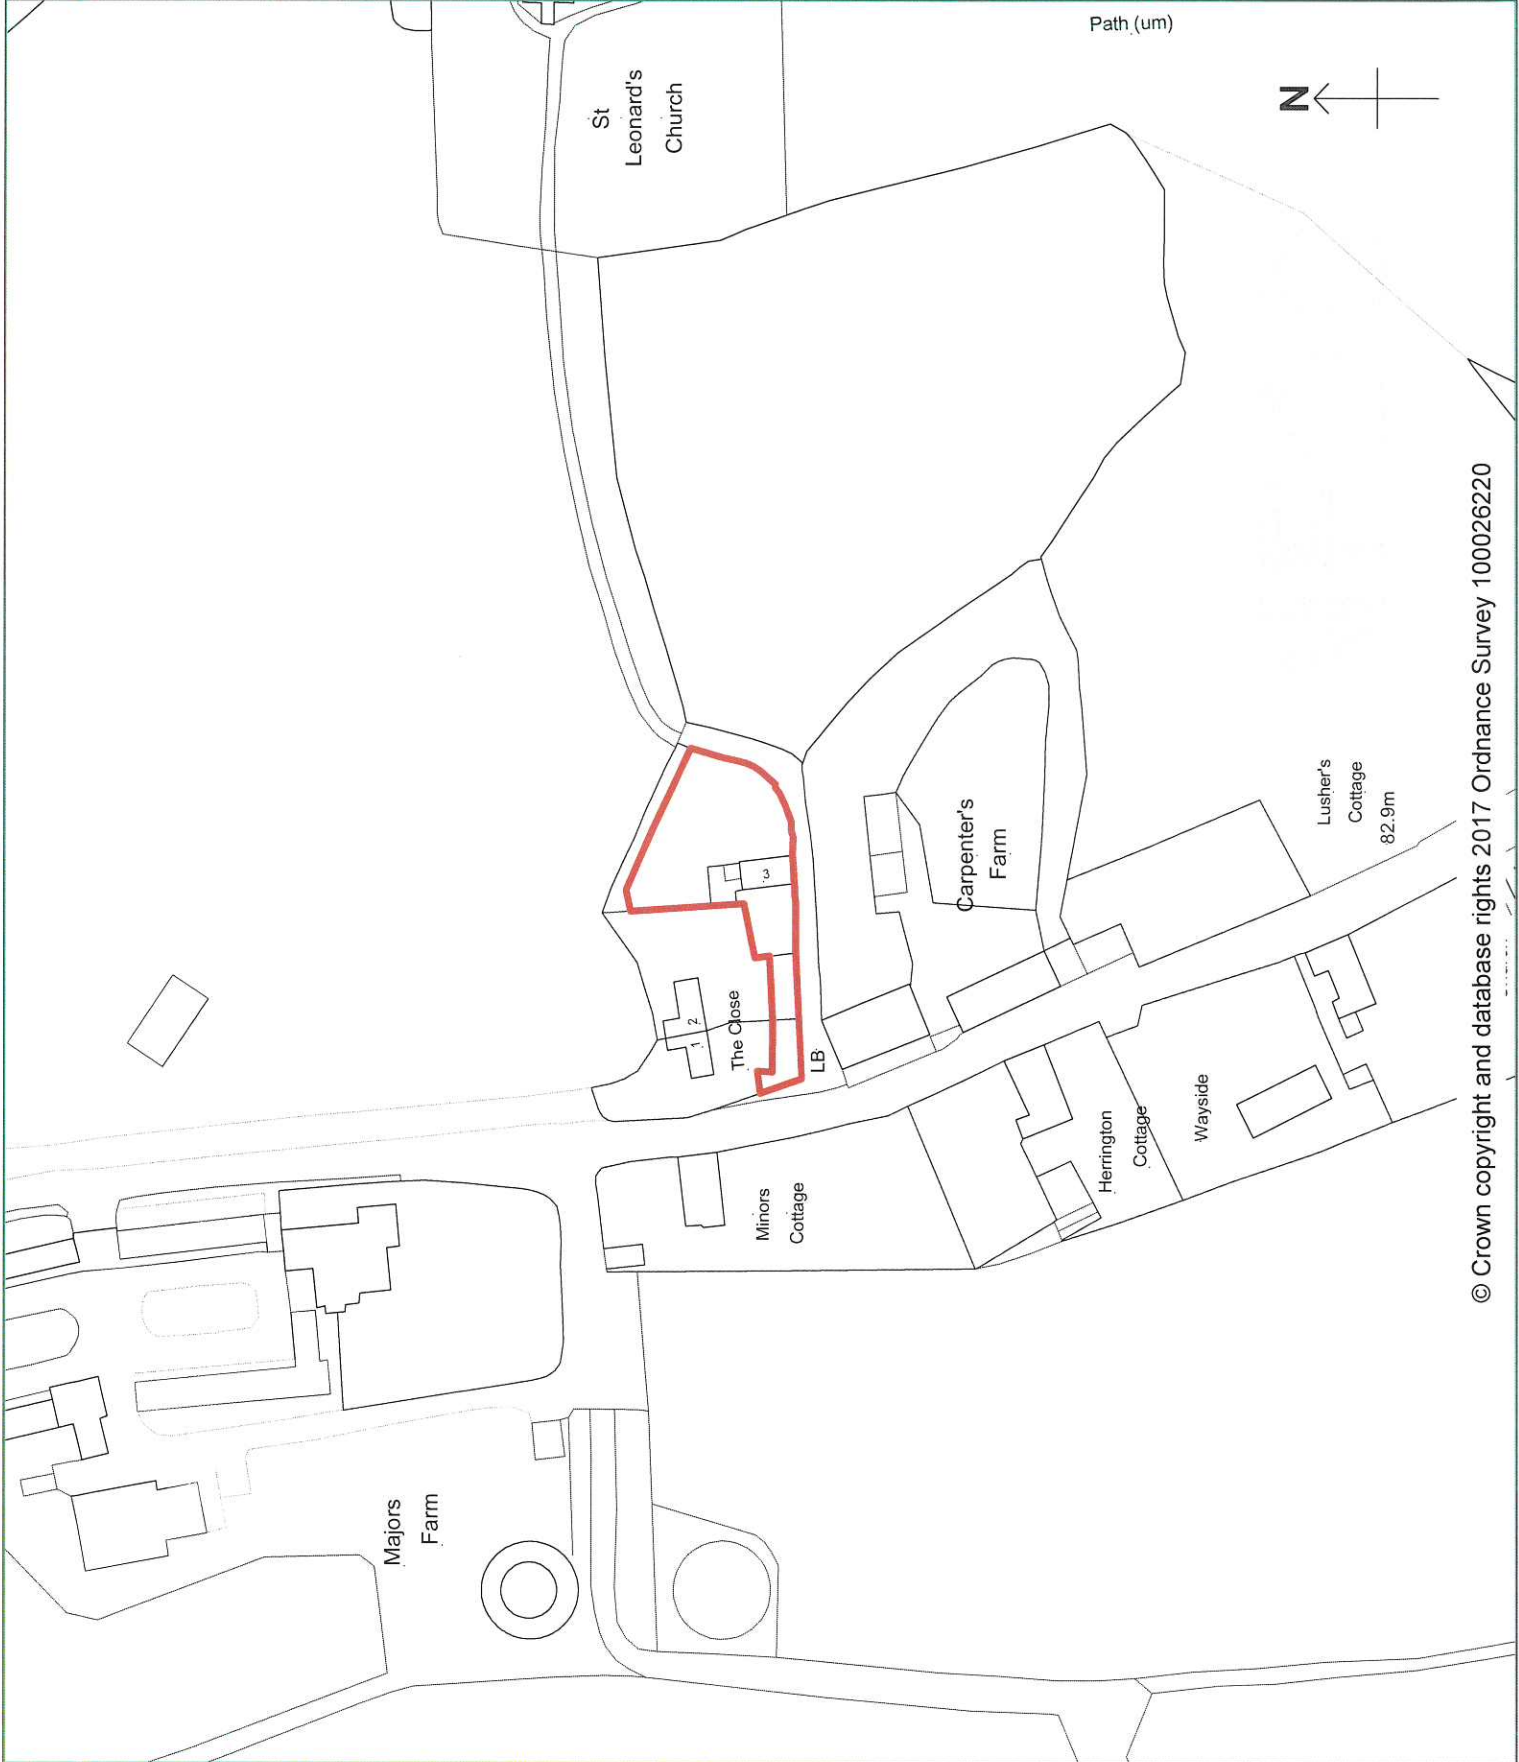 Path (um)
N
St
Leonard's
Church
3
2
1
The Close
LB
Carpenter's
Farm
Lusher's
Cottage
82.9m
Minors
Cottage
Herrington
Cottage
Wayside
Majors
Farm
© Crown copyright and database rights 2017 Ordnance Survey 100026220